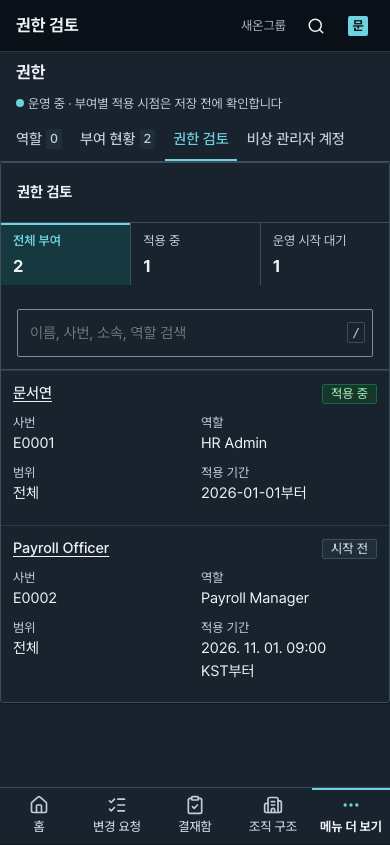 권한 검토
새온그룹
문
권한
운영 중 · 부여별 적용 시점은 저장 전에 확인합니다
역할 0
부여 현황 2
권한 검토
비상 관리자 계정
권한 검토
전체 부여
2
적용 중
1
운영 시작 대기
1
이름, 사번, 소속, 역할 검색
/
문서연
적용 중
사번
E0001
역할
HR Admin
범위
전체
적용 기간
2026-01-01부터
Payroll Officer
시작 전
사번
E0002
역할
Payroll Manager
범위
전체
적용 기간
2026. 11. 01. 09:00
KST부터
홈
변경 요청
결재함
조직 구조
메뉴 더 보기